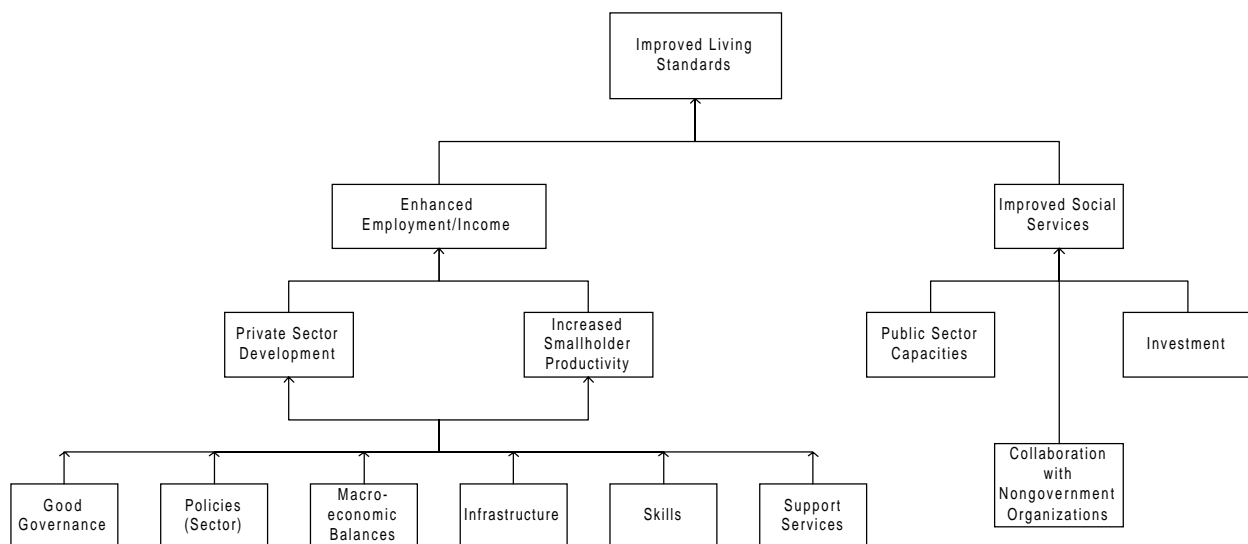 Improved Living
Standards
Enhanced
Employment/Income
Improved Social
Services
Private Sector
Development
Increased
Smallholder
Productivity
Public Sector
Capacities
Investment
Good
Governance
Policies
(Sector)
Macro-
economic
Balances
Infrastructure
Skills
Support
Services
Collaboration
with
Nongovernment
Organizations